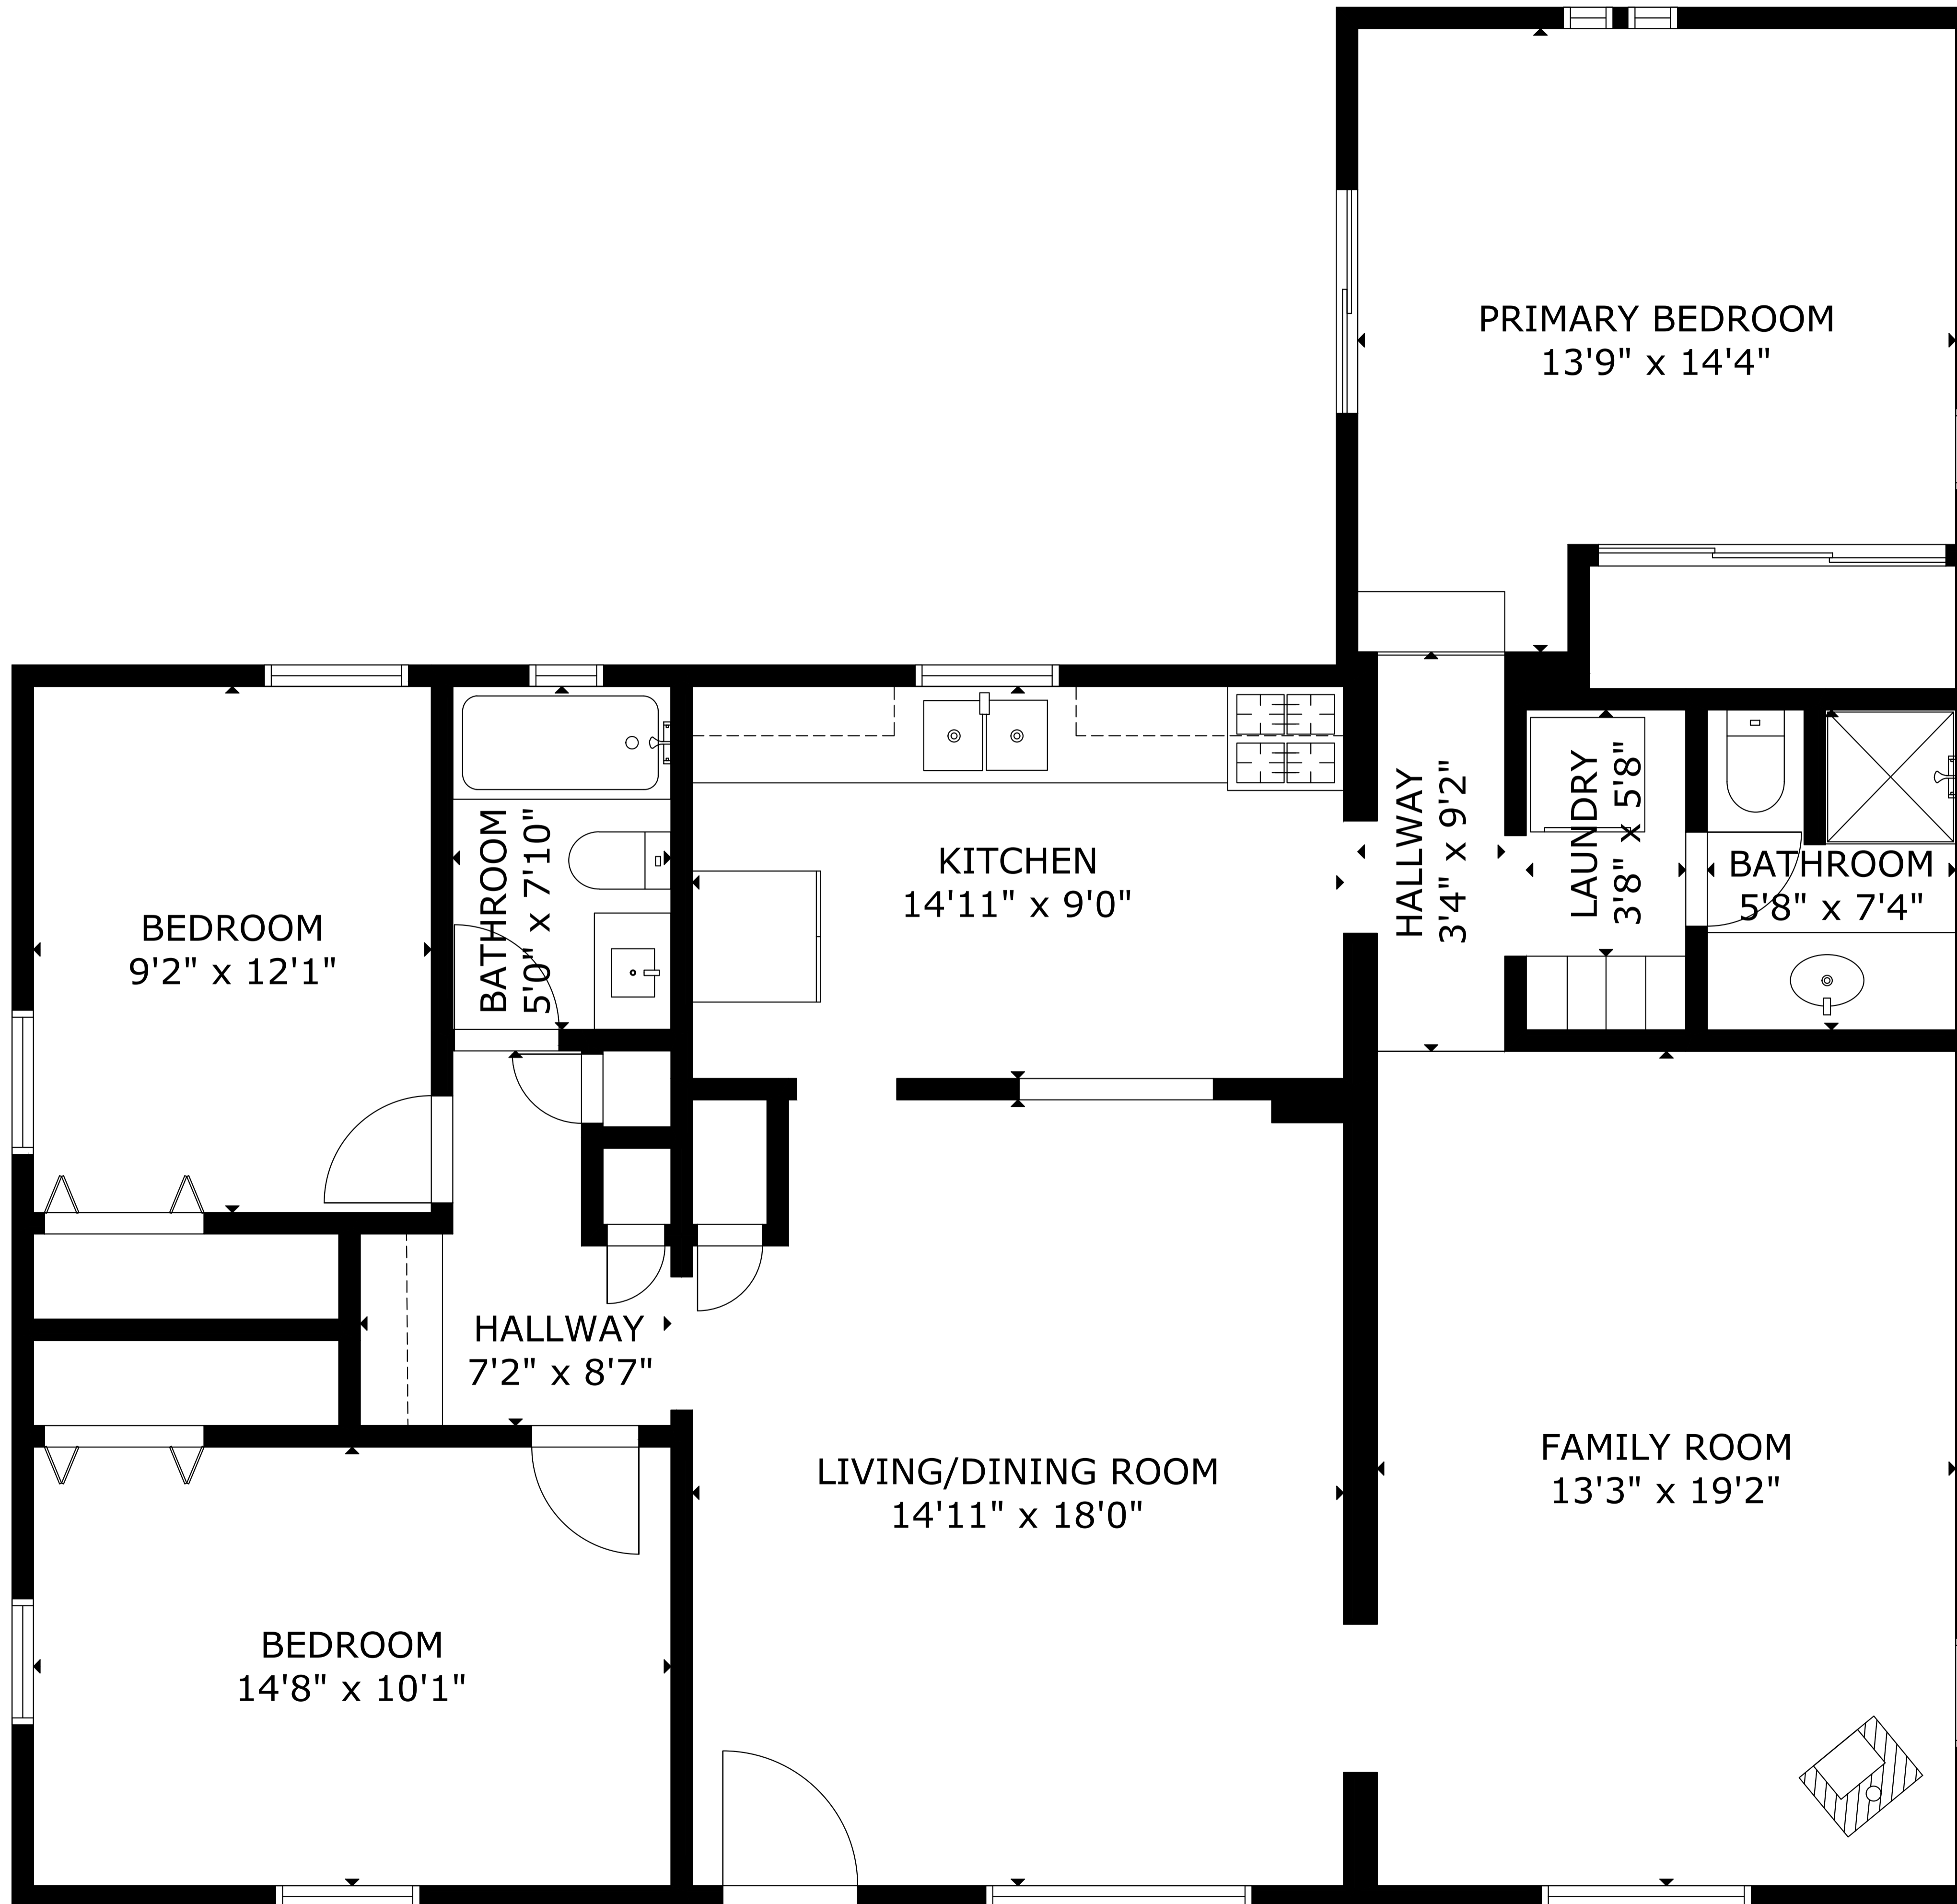 PRIMARY BEDROOM
13'9" x 14'4"
HALLWAY
3'4" x 9'2"
LAUNDRY
3'8" x 5'8"
BATHROOM
5'8" x 7'4"
KITCHEN
14'11" x 9'0"
BATHROOM
5'0" x 7'10"
BEDROOM
9'2" x 12'1"
HALLWAY
7'2" x 8'7"
LIVING/DINING ROOM
14'11" x 18'0"
FAMILY ROOM
13'3" x 19'2"
BEDROOM
14'8" x 10'1"